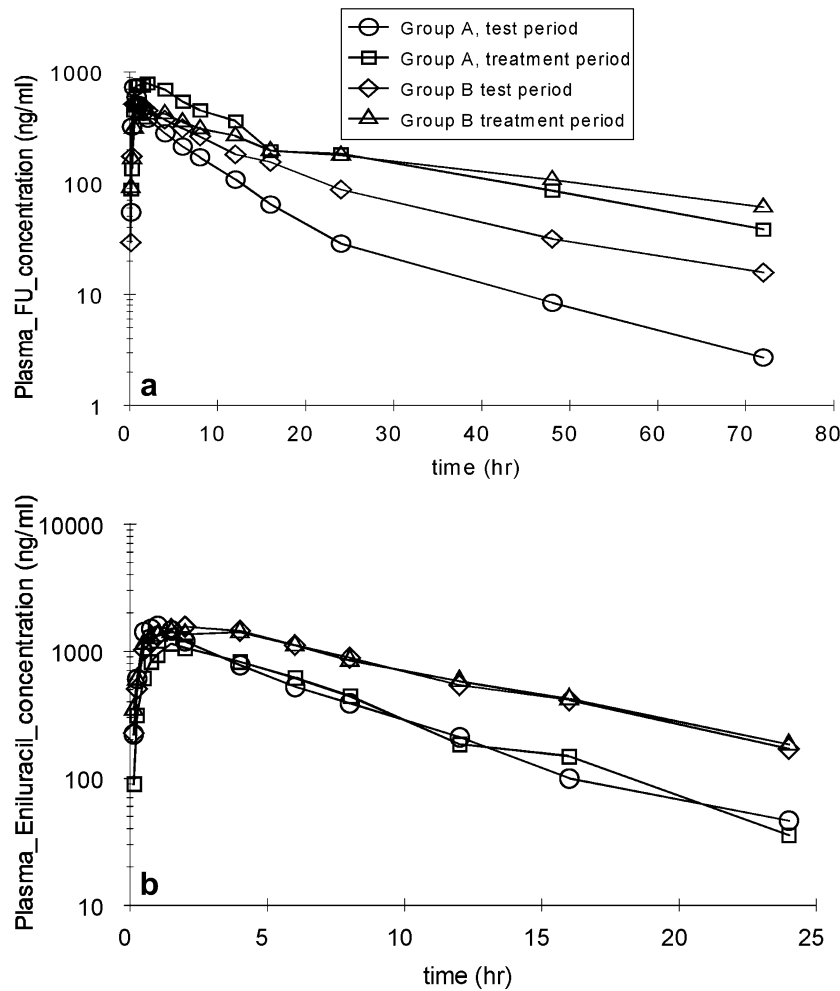 Group A, test period
Group A, treatment period
Group B test period
Group B treatment period
1000
100
10
1
Plasma_FU_concentration (ng/ml)
a
0 10 20 30 40 50 60 70 80
time (hr)
10000
1000
100
10
Plasma_Eniluracil_concentration (ng/ml)
b
0 5 10 15 20 25
time (hr)